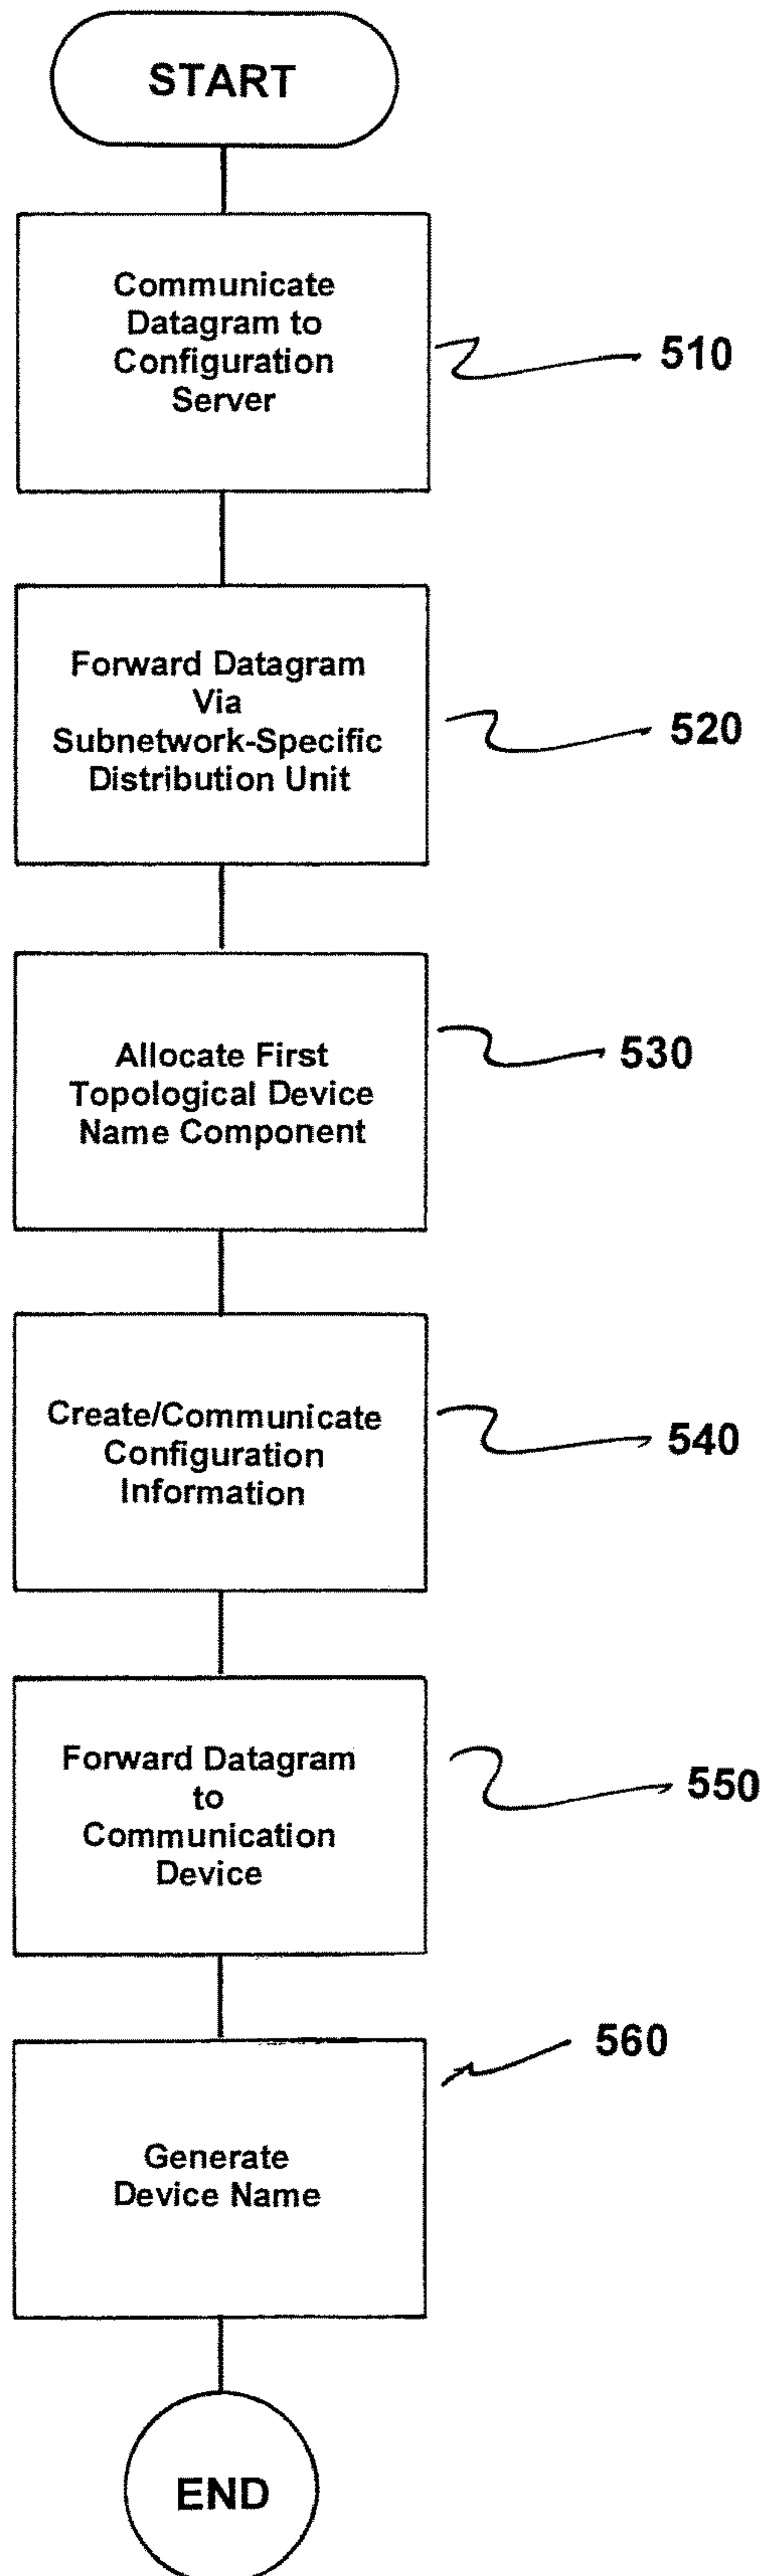 START
Communicate
Datagram to
Configuration
Server
510
Forward Datagram
Via
Subnetwork-Specific
Distribution Unit
520
Allocate First
Topological Device
Name Component
530
Create/Communicate
Configuration
Information
540
Forward Datagram
to
Communication
Device
550
560
Generate
Device Name
END